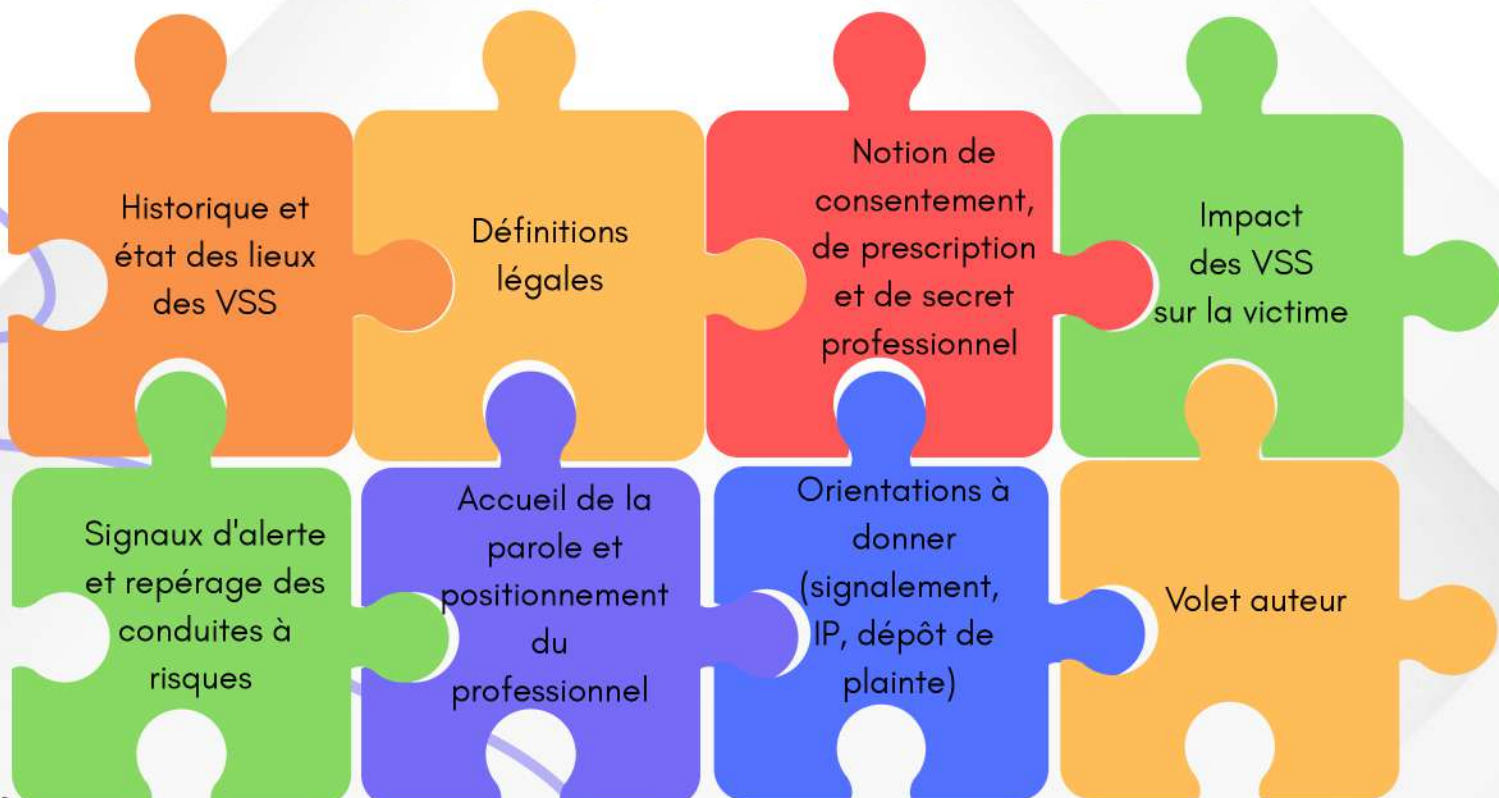 Historique et
état des lieux
des VSS
Définitions
légales
Notion de
consentement,
de prescription
et de secret
professionnel
Impact
des VSS
sur la victime
Signaux d'alerte
et repérage des
conduites à
risques
Accueil de la
parole et
positionnement
du
professionnel
Orientations à
donner
(signalement,
IP, dépôt de
plainte)
Volet auteur